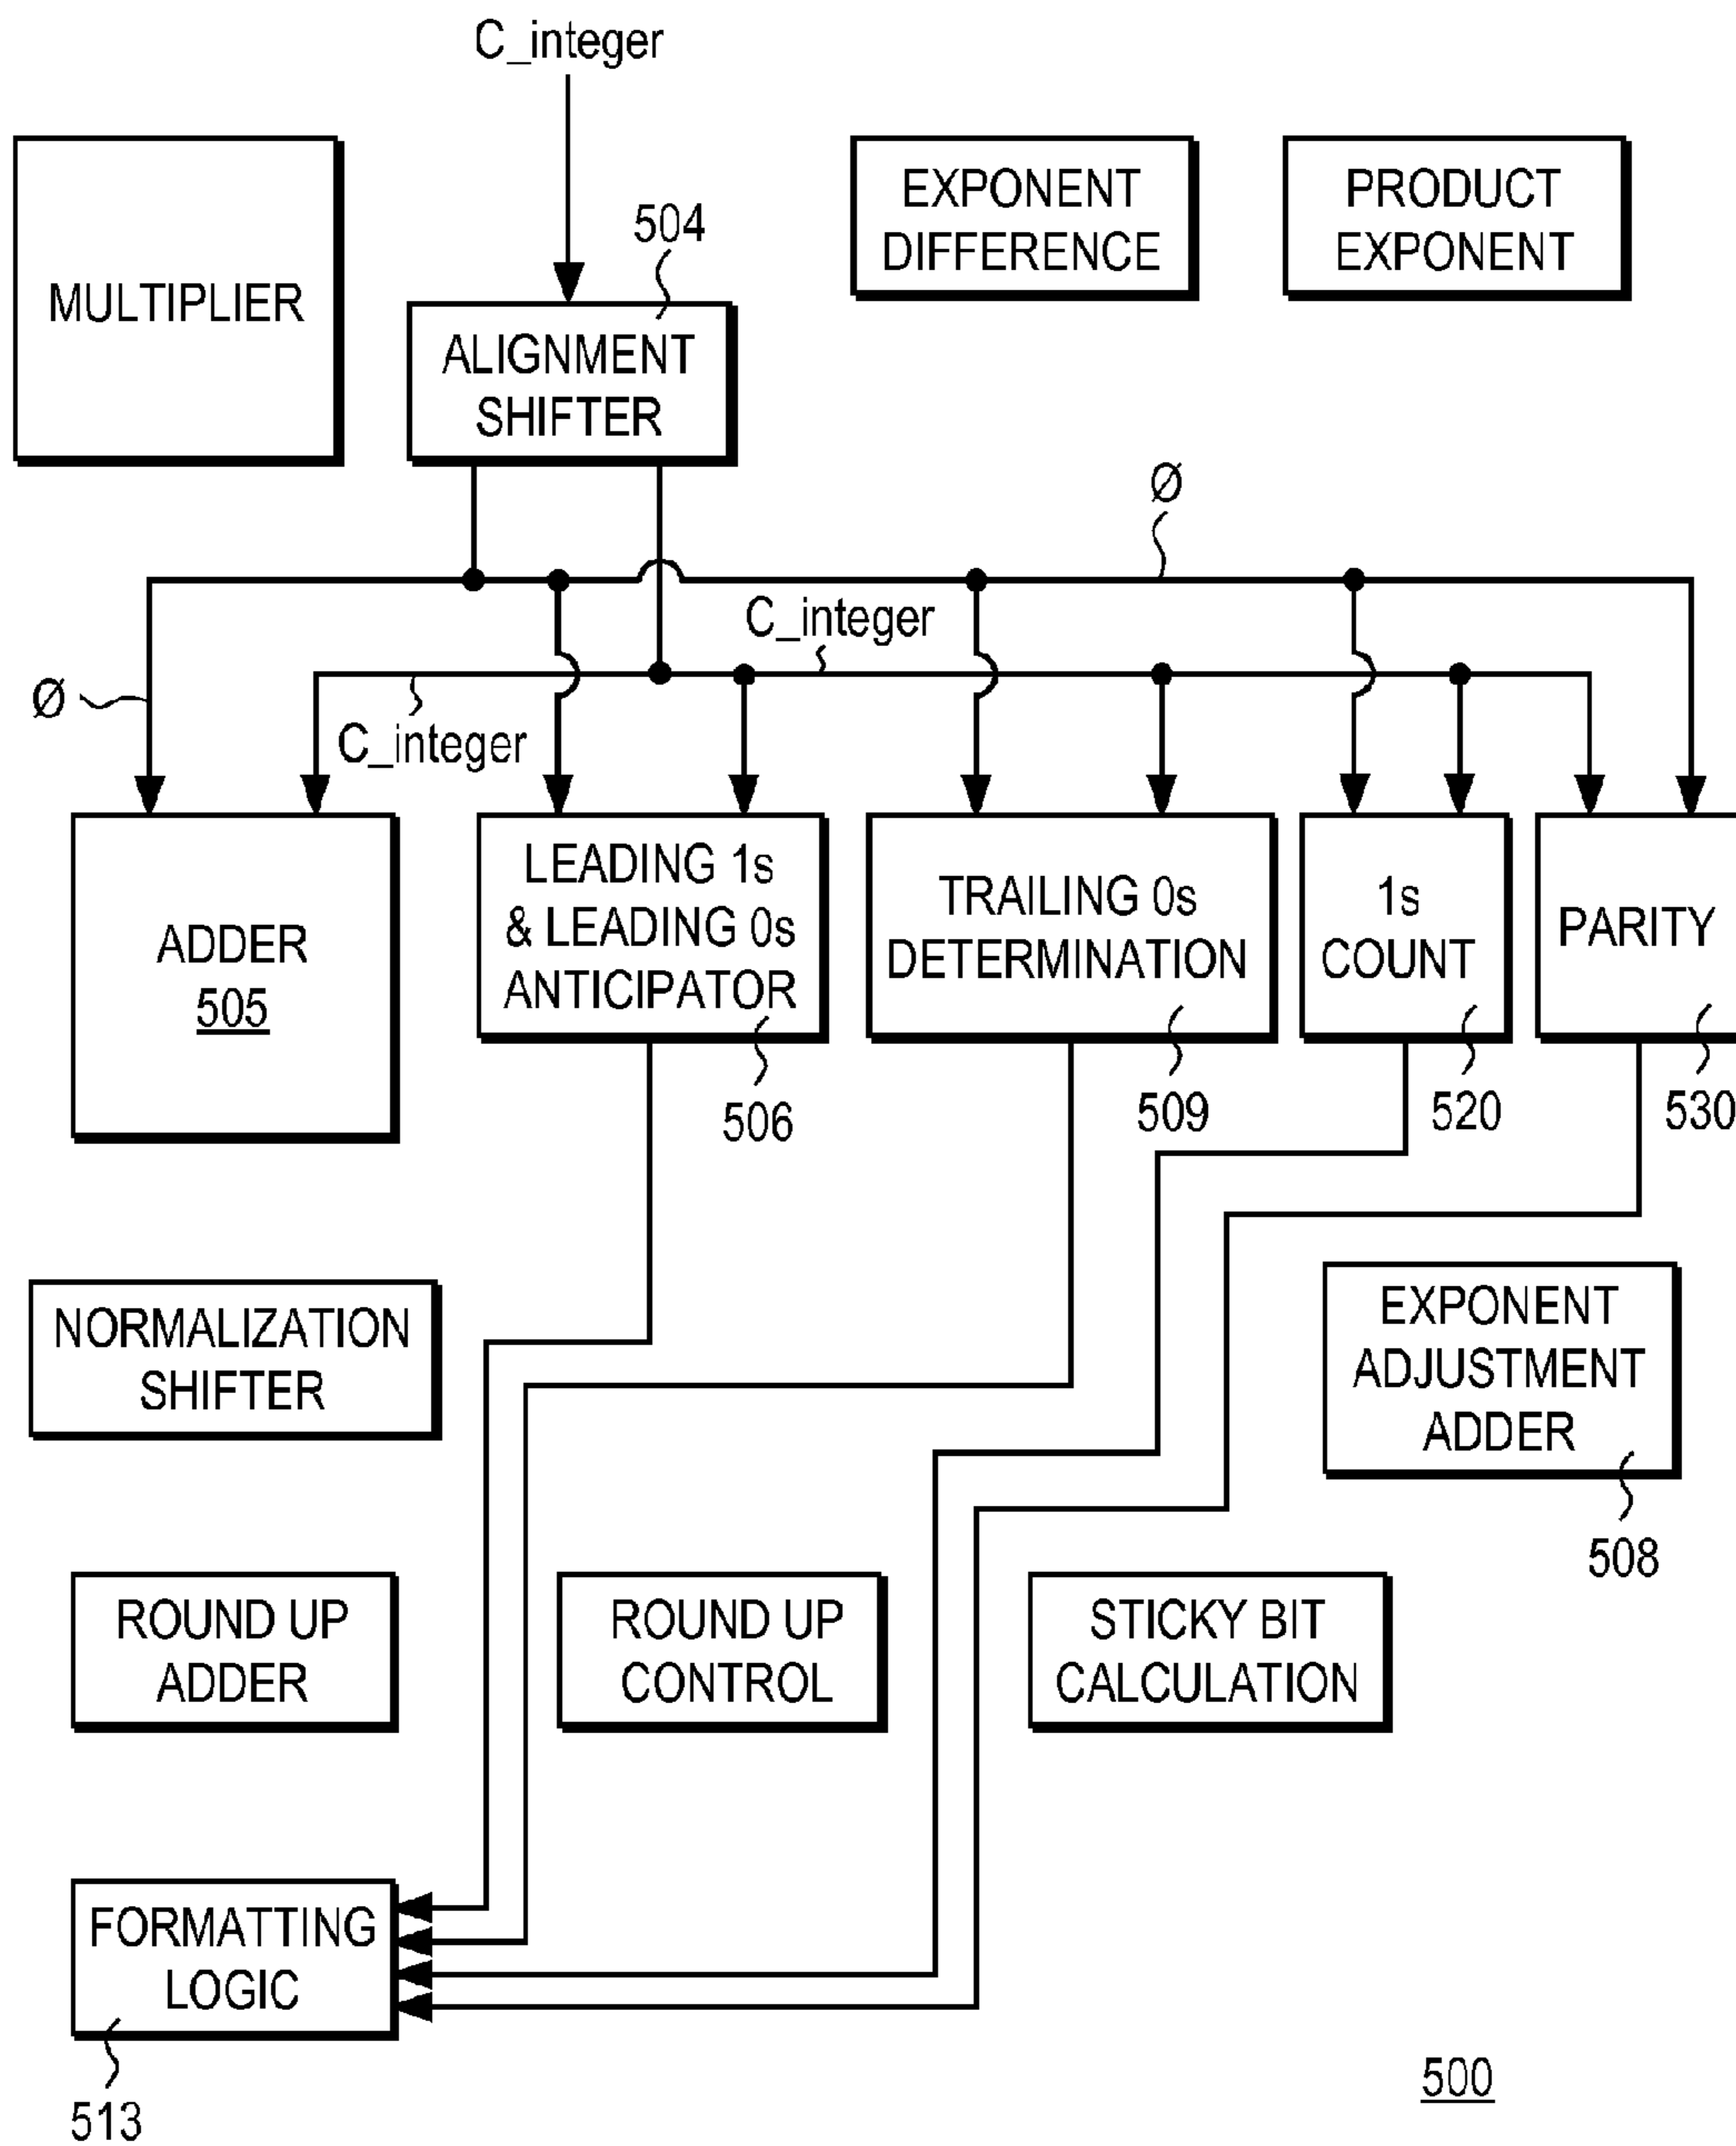 C_integer
MULTIPLIER
504
ALIGNMENT
SHIFTER
EXPONENT
DIFFERENCE
PRODUCT
EXPONENT
Ø
C_integer
Ø
C_integer
ADDER
505
LEADING 1s
& LEADING 0s
ANTICIPATOR
506
TRAILING 0s
DETERMINATION
509
1s
COUNT
520
PARITY
530
NORMALIZATION
SHIFTER
EXPONENT
ADJUSTMENT
ADDER
508
ROUND UP
ADDER
ROUND UP
CONTROL
STICKY BIT
CALCULATION
FORMATTING
LOGIC
513
500